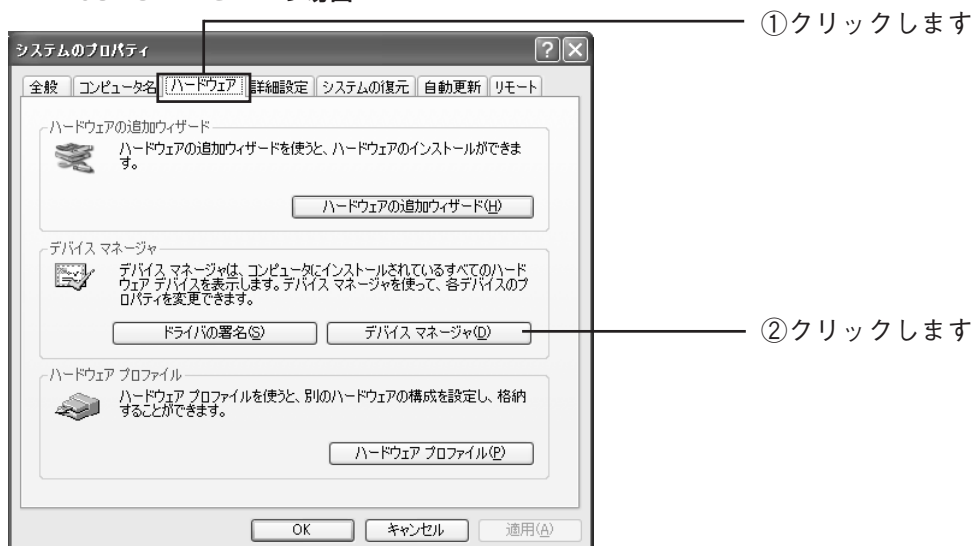 ①クリックします
システムのプロパティ
全般 コンピュータ名 ハードウェア 詳細設定 システムの復元 自動更新 リモート
ハードウェアの追加ウィザード
ハードウェアの追加ウィザードを使うと、ハードウェアのインストールができま
す。
ハードウェアの追加ウィザード(H)
デバイス マネージャ
デバイス マネージャは、コンピュータにインストールされているすべてのハード
ウェア デバイスを表示します。デバイス マネージャを使って、各デバイスのプ
ロパティを変更できます。
ドライバの署名(S) デバイス マネージャ(D)
②クリックします
ハードウェア プロファイル
ハードウェア プロファイルを使うと、別のハードウェアの構成を設定し、格納
することができます。
ハードウェア プロファイル(P)
OK キャンセル 適用(A)